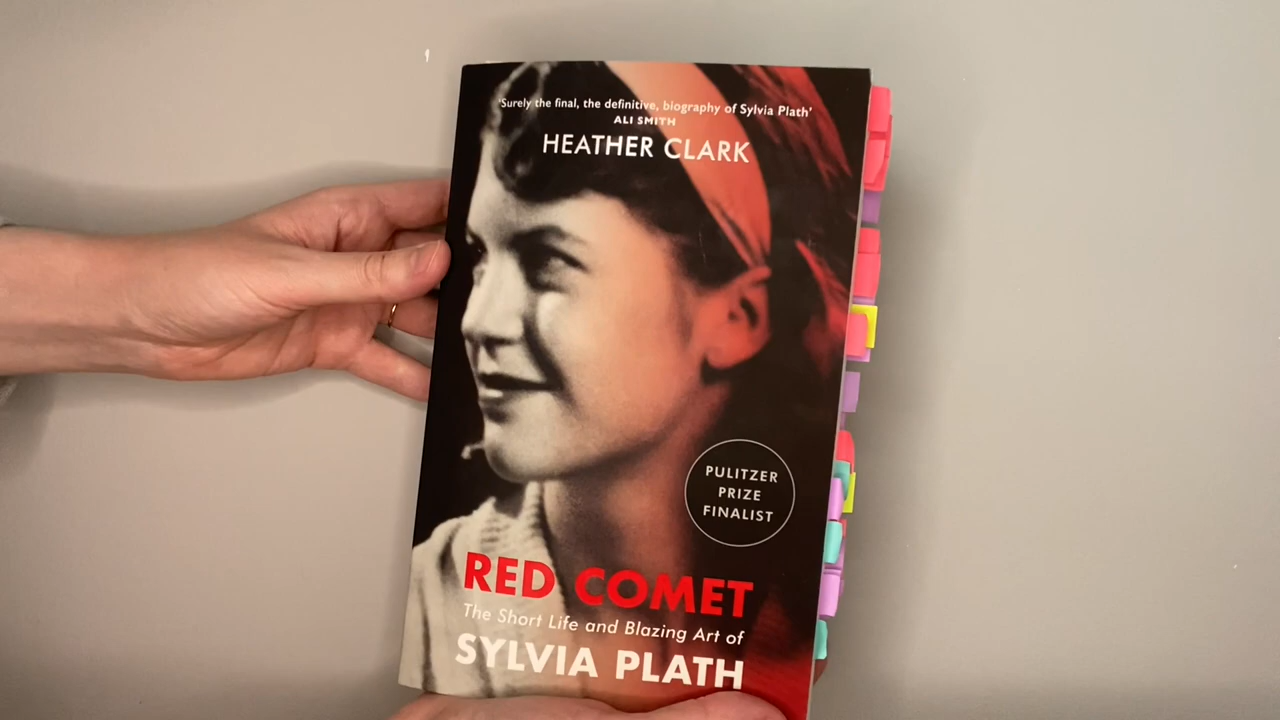 'Surely the final, the definitive, biography of Sylvia Plath'
ALI SMITH
HEATHER CLARK
PULITZER
PRIZE
FINALIST
RED COMET
The Short Life and Blazing Art of
SYLVIA PLATH